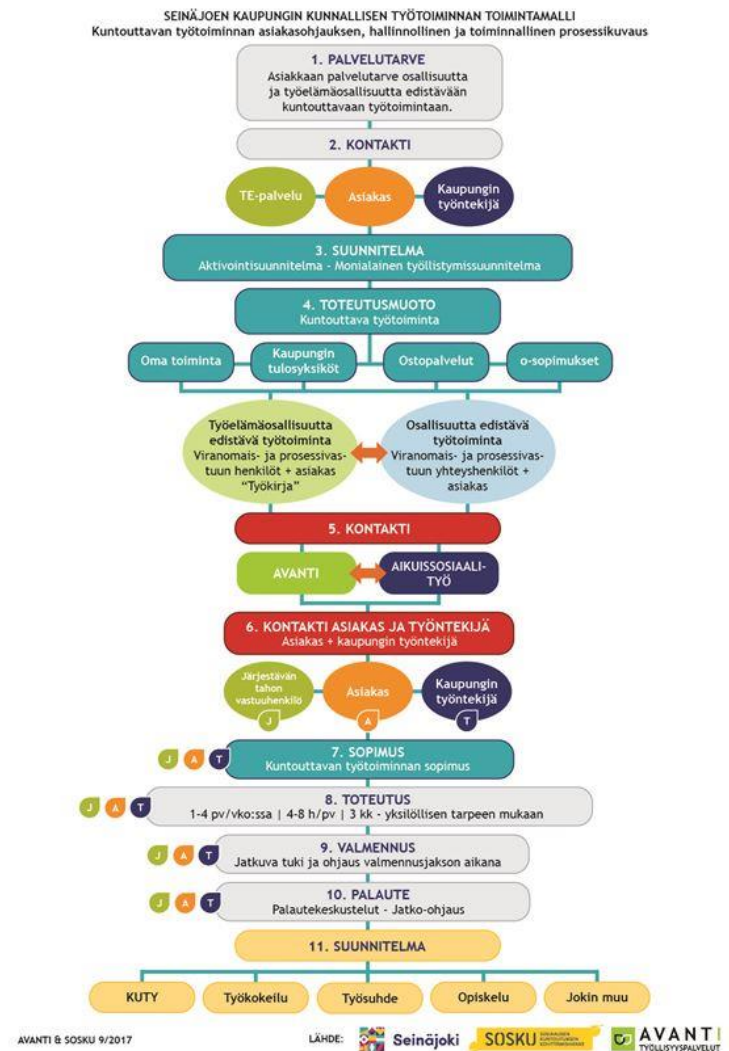 SEINÄJOEN KAUPUNGIN KUNNALLISEN TYÖTOIMINNAN TOIMINTAMALLI
Kuntouttavan työtoiminnan asiakasohjauksen, hallinnollinen ja toiminnallinen prosessikuvaus
1. PALVELUTARVE
Asiakkaan palvelutarve osallisuutta
ja työelämäosallisuutta edistävään
kuntouttavaan työtoimintaan.
2. KONTAKTI
TE-palvelu
Asiakas
Kaupungin
työntekijä
3. SUUNNITELMA
Aktivointisuunnitelma - Monialainen työllistymissuunnitelma
4. TOTEUTUSMUOTO
Kuntouttava työtoiminta
Oma toiminta
Kaupungin
tulosyksiköt
Ostopalvelut
o-sopimukset
Työelämäosallisuutta
edistävä työtoiminta
Viranomais- ja prosessivas-
tuun henkilöt + asiakas
“Työkirja”
Osallisuutta edistävä
työtoiminta
Viranomais- ja prosessivas-
tuun yhteyshenkilöt +
asiakas
5. KONTAKTI
AVANTI
AIKUISSOSIAALI-
TYÖ
6. KONTAKTI ASIAKAS JA TYÖNTEKIJÄ
Asiakas + kaupungin työntekijä
Järjestävän
tahon
vastuuhenkilö
J
Asiakas
A
Kaupungin
työntekijä
T
J A T
7. SOPIMUS
Kuntouttavan työtoiminnan sopimus
J A T
8. TOTEUTUS
1-4 pv/vko:ssa | 4-8 h/pv | 3 kk - yksilöllisen tarpeen mukaan
J A T
9. VALMENNUS
Jatkuva tuki ja ohjaus valmennusjakson aikana
J A T
10. PALAUTE
Palautekeskustelut - Jatko-ohjaus
11. SUUNNITELMA
KUTY
Työkokeilu
Työsuhde
Opiskelu
Jokin muu
AVANTI & SOSKU 9/2017
LÄHDE:
Seinäjoki
SOSKU
AVANTI
TYÖLLISYYSPALVELUT